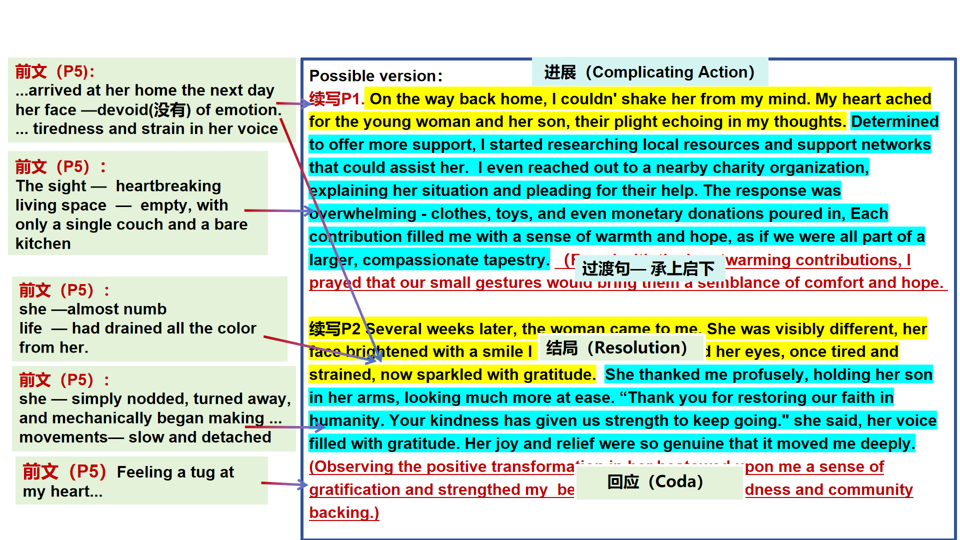 前文（P5）：
...arrived at her home the next day
her face —devoid(没有) of emotion.
... tiredness and strain in her voice
前文（P5）：
The sight — heartbreaking
living space — empty, with
only a single couch and a bare
kitchen
前文（P5）：
she —almost numb
life — had drained all the color
from her.
前文（P5）：
she — simply nodded, turned away,
and mechanically began making ...
movements— slow and detached
前文（P5）Feeling a tug at
my heart...
进展（Complicating Action）
Possible version：
续写P1. On the way back home, I couldn' shake her from my mind. My heart ached
for the young woman and her son, their plight echoing in my thoughts. Determined
to offer more support, I started researching local resources and support networks
that could assist her. I even reached out to a nearby charity organization,
explaining her situation and pleading for their help. The response was
overwhelming - clothes, toys, and even monetary donations poured in, Each
contribution filled me with a sense of warmth and hope, as if we were all part of a
larger, compassionate tapestry. warming contributions, I
过渡句— 承上启下
prayed that our small gestures would bring them a semblance of comfort and hope.
续写P2 Several weeks later, the woman came to me. She was visibly different, her
face brightened with a smile I her eyes, once tired and
结局（Resolution）
strained, now sparkled with gratitude. She thanked me profusely, holding her son
in her arms, looking much more at ease. “Thank you for restoring our faith in
humanity. Your kindness has given us strength to keep going." she said, her voice
filled with gratitude. Her joy and relief were so genuine that it moved me deeply.
(Observing the positive transformation in her bestowed upon me a sense of
gratification and strengthed my and community
回应（Coda）
backing.)